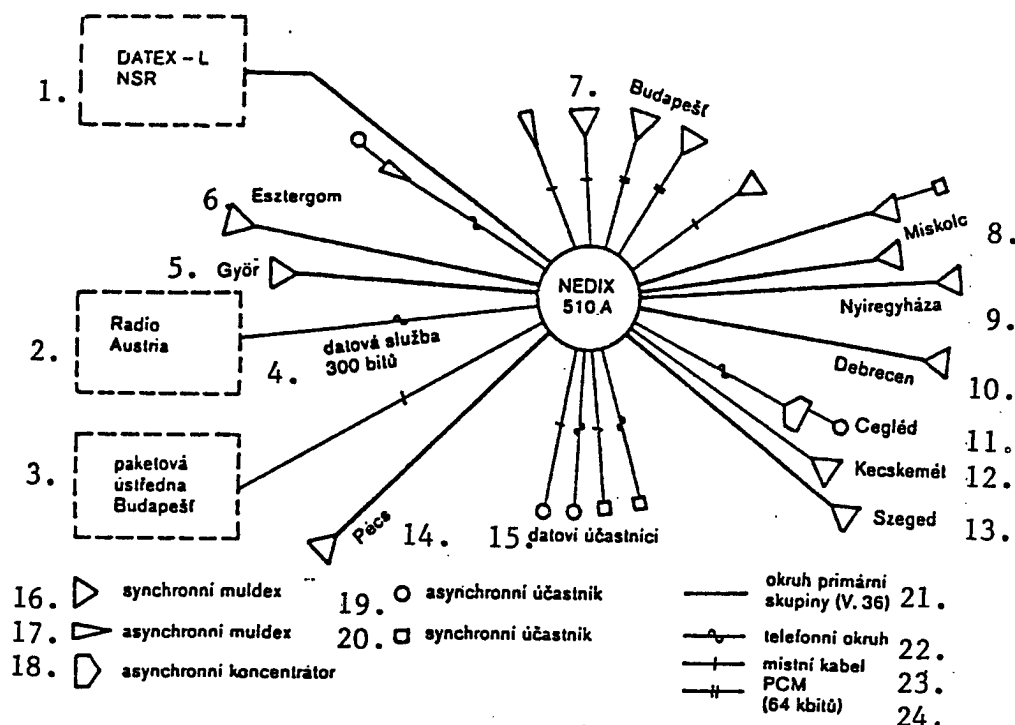 1.
DATEX – L
NSR
7.
Budapešť
6. Esztergom
5. Győr
2.
Radio
Austria
4. datová služba
300 bitů
3.
paketová
ústředna
Budapešť
NEDIX
510 A
Miskolc 8.
Nyiregyháza 9.
Debrecen 10.
Cegléd 11.
Kecskemét 12.
Szeged 13.
Pécs 14.
15. datoví účastníci
16. synchronní muldex
17. asynchronní muldex
18. asynchronní koncentrátor
19. asynchronní účastník
20. synchronní účastník
okruh primární
skupiny (V. 36) 21.
telefonní okruh 22.
místní kabel 23.
PCM
(64 kbitů) 24.